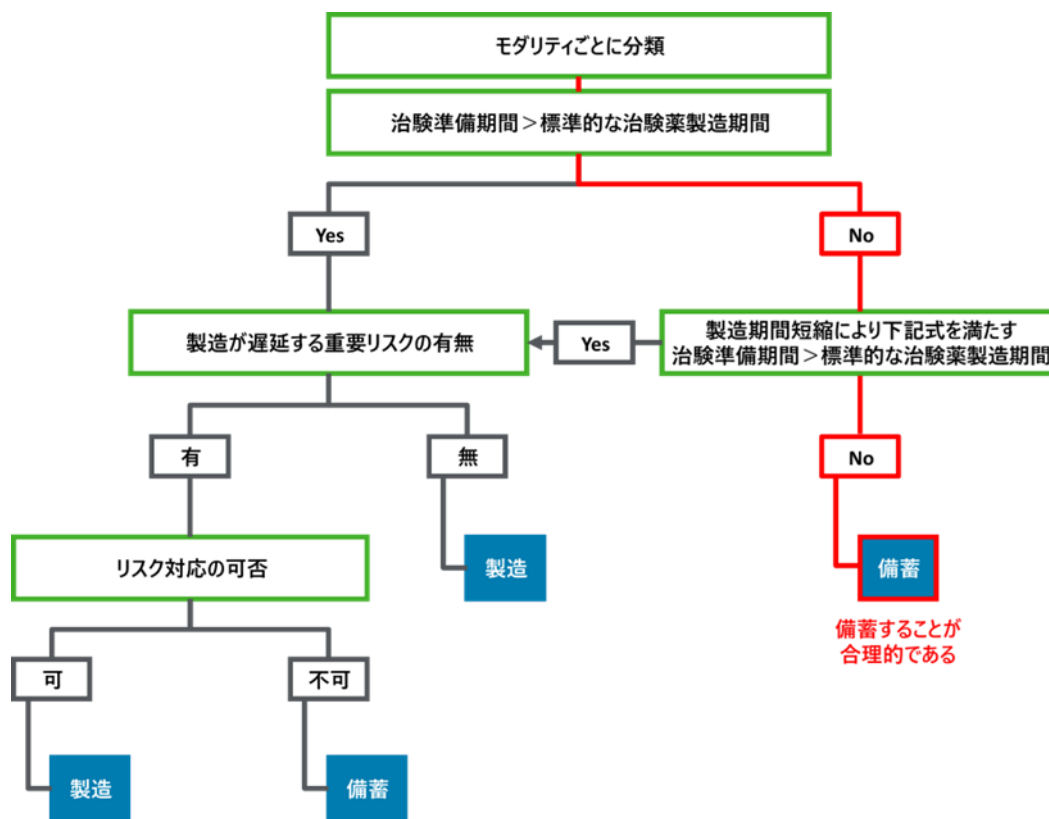 モダリティごとに分類
治験準備期間＞標準的な治験薬製造期間
Yes
No
製造が遅延する重要リスクの有無
Yes
製造期間短縮により下記式を満たす
治験準備期間＞標準的な治験薬製造期間
有
無
No
リスク対応の可否
製造
備蓄
備蓄することが
合理的である
可
不可
製造
備蓄